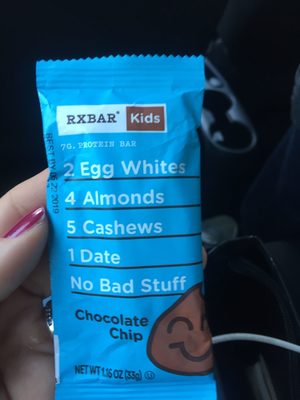 RXBAR® Kids
7G. PROTEIN BAR
2 Egg Whites
4 Almonds
5 Cashews
1 Date
No Bad Stuff
Chocolate
Chip
NET WT 1.16 OZ (33g)